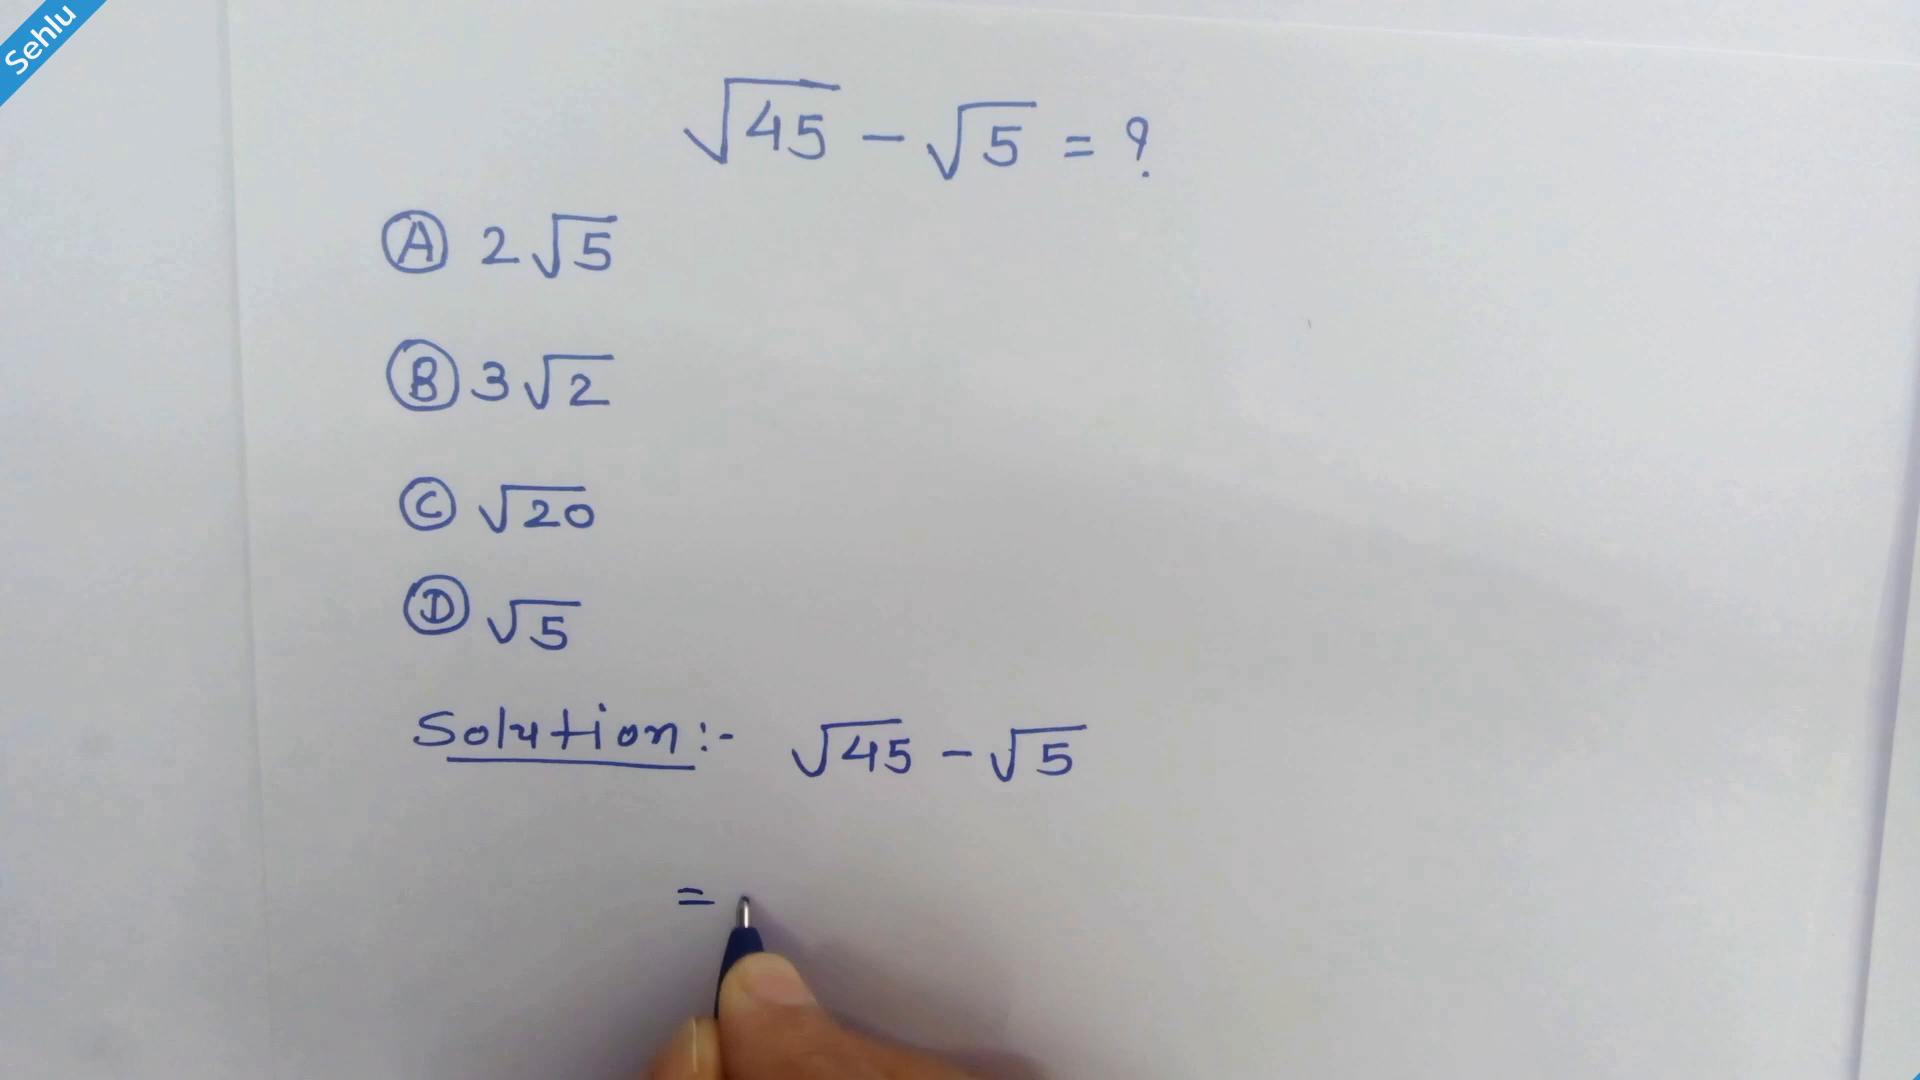 Sehlu
√45 − √5 = ?
Ⓐ 2√5
Ⓑ 3√2
Ⓒ √20
Ⓓ √5
Solution :- √45 − √5
=